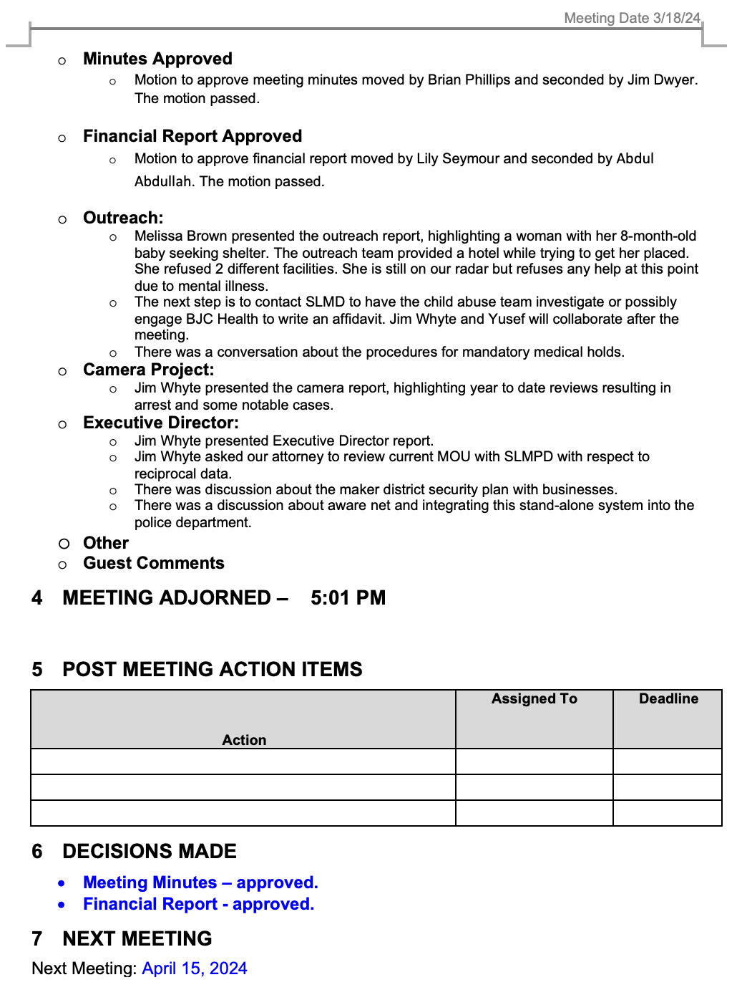 Meeting Date 3/18/24
o Minutes Approved
o Motion to approve meeting minutes moved by Brian Phillips and seconded by Jim Dwyer.
The motion passed.
o Financial Report Approved
o Motion to approve financial report moved by Lily Seymour and seconded by Abdul
Abdullah. The motion passed.
o Outreach:
o Melissa Brown presented the outreach report, highlighting a woman with her 8-month-old
baby seeking shelter. The outreach team provided a hotel while trying to get her placed.
She refused 2 different facilities. She is still on our radar but refuses any help at this point
due to mental illness.
o The next step is to contact SLMD to have the child abuse team investigate or possibly
engage BJC Health to write an affidavit. Jim Whyte and Yusef will collaborate after the
meeting.
o There was a conversation about the procedures for mandatory medical holds.
o Camera Project:
o Jim Whyte presented the camera report, highlighting year to date reviews resulting in
arrest and some notable cases.
o Executive Director:
o Jim Whyte presented Executive Director report.
o Jim Whyte asked our attorney to review current MOU with SLMPD with respect to
reciprocal data.
o There was discussion about the maker district security plan with businesses.
o There was a discussion about aware net and integrating this stand-alone system into the
police department.
o Other
o Guest Comments
4 MEETING ADJORNED – 5:01 PM
5 POST MEETING ACTION ITEMS
Action Assigned To Deadline
6 DECISIONS MADE
• Meeting Minutes – approved.
• Financial Report - approved.
7 NEXT MEETING
Next Meeting: April 15, 2024